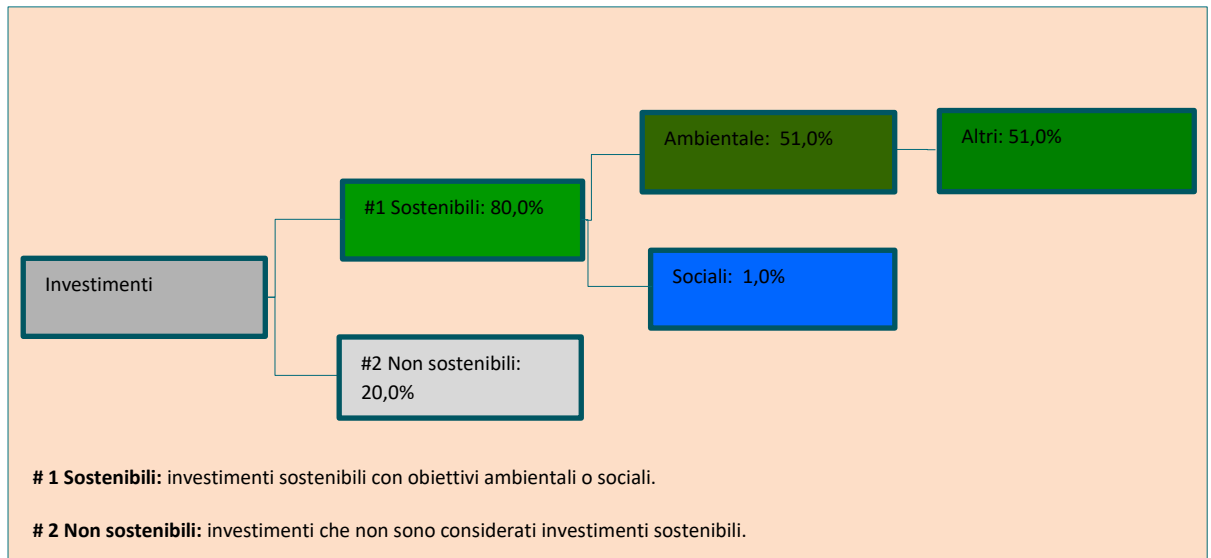 Ambientale: 51,0%
Altri: 51,0%
#1 Sostenibili: 80,0%
Sociali: 1,0%
Investimenti
#2 Non sostenibili:
20,0%
# 1 Sostenibili: investimenti sostenibili con obiettivi ambientali o sociali.
# 2 Non sostenibili: investimenti che non sono considerati investimenti sostenibili.